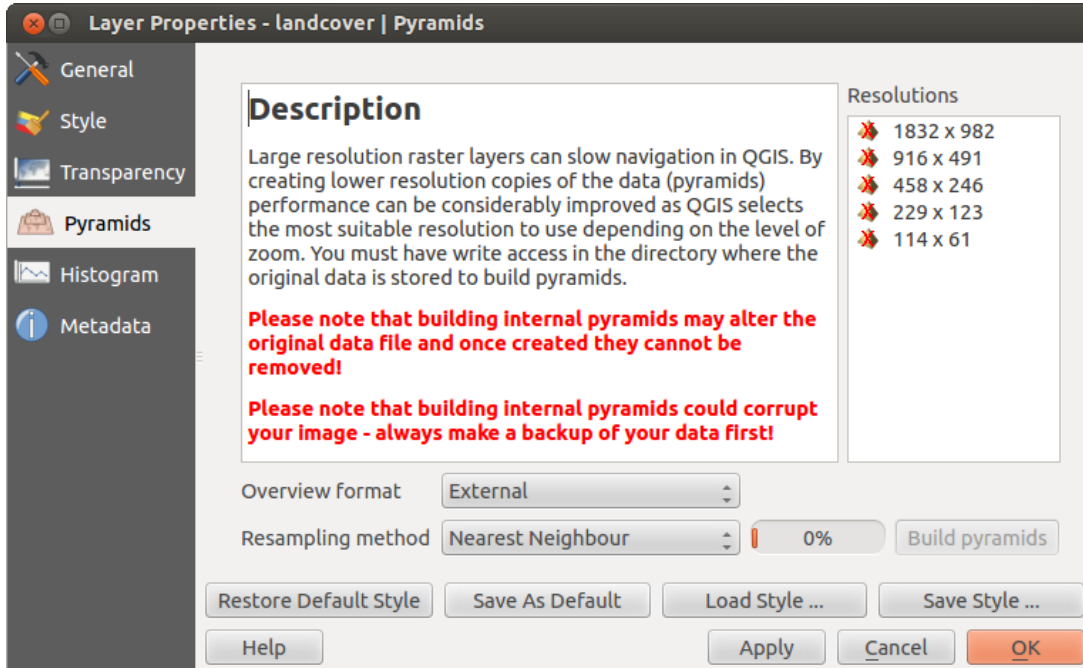 Layer Properties - landcover | Pyramids
General
Style
Transparency
Pyramids
Histogram
Metadata
Description
Large resolution raster layers can slow navigation in QGIS. By
creating lower resolution copies of the data (pyramids)
performance can be considerably improved as QGIS selects
the most suitable resolution to use depending on the level of
zoom. You must have write access in the directory where the
original data is stored to build pyramids.
Please note that building internal pyramids may alter the
original data file and once created they cannot be
removed!
Please note that building internal pyramids could corrupt
your image - always make a backup of your data first!
Resolutions
1832 x 982
916 x 491
458 x 246
229 x 123
114 x 61
Overview format External
Resampling method Nearest Neighbour 0% Build pyramids
Restore Default Style Save As Default Load Style ... Save Style ...
Help Apply Cancel OK